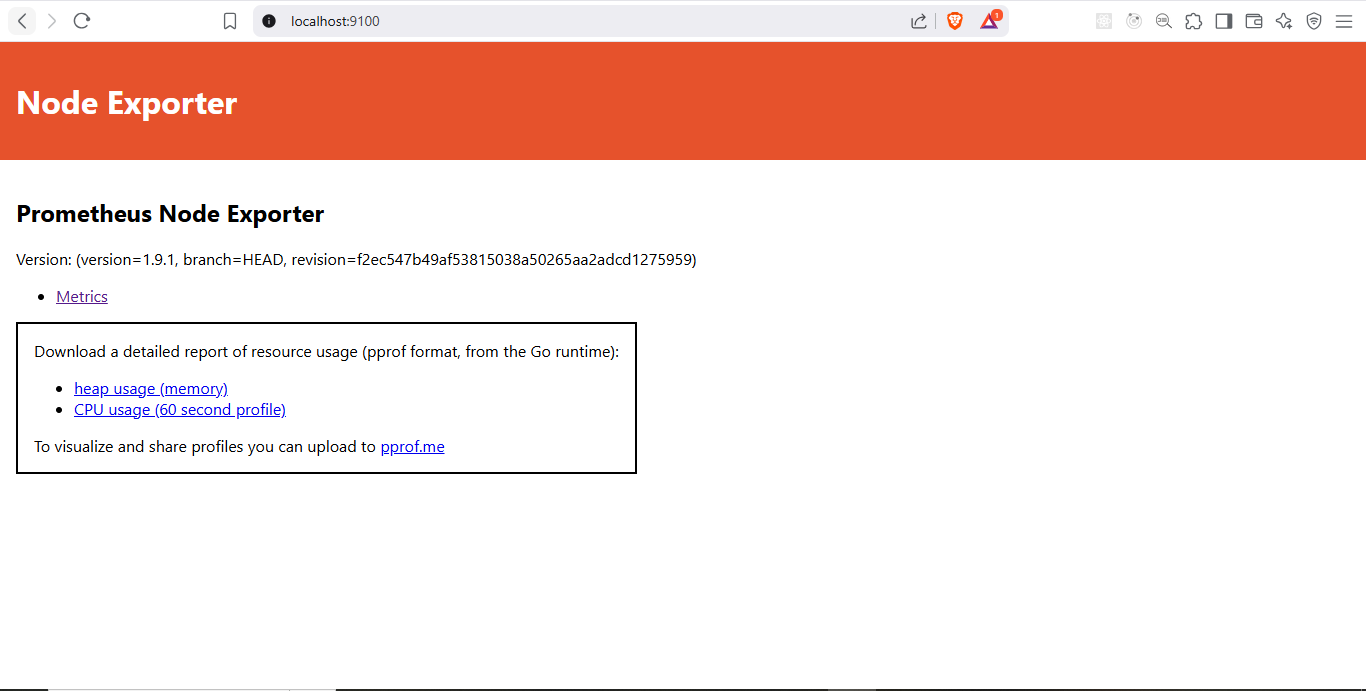 localhost:9100
1
Node Exporter
Prometheus Node Exporter
Version: (version=1.9.1, branch=HEAD, revision=f2ec547b49af53815038a50265aa2adcd1275959)
Metrics
Download a detailed report of resource usage (pprof format, from the Go runtime):
heap usage (memory)
CPU usage (60 second profile)
To visualize and share profiles you can upload to pprof.me